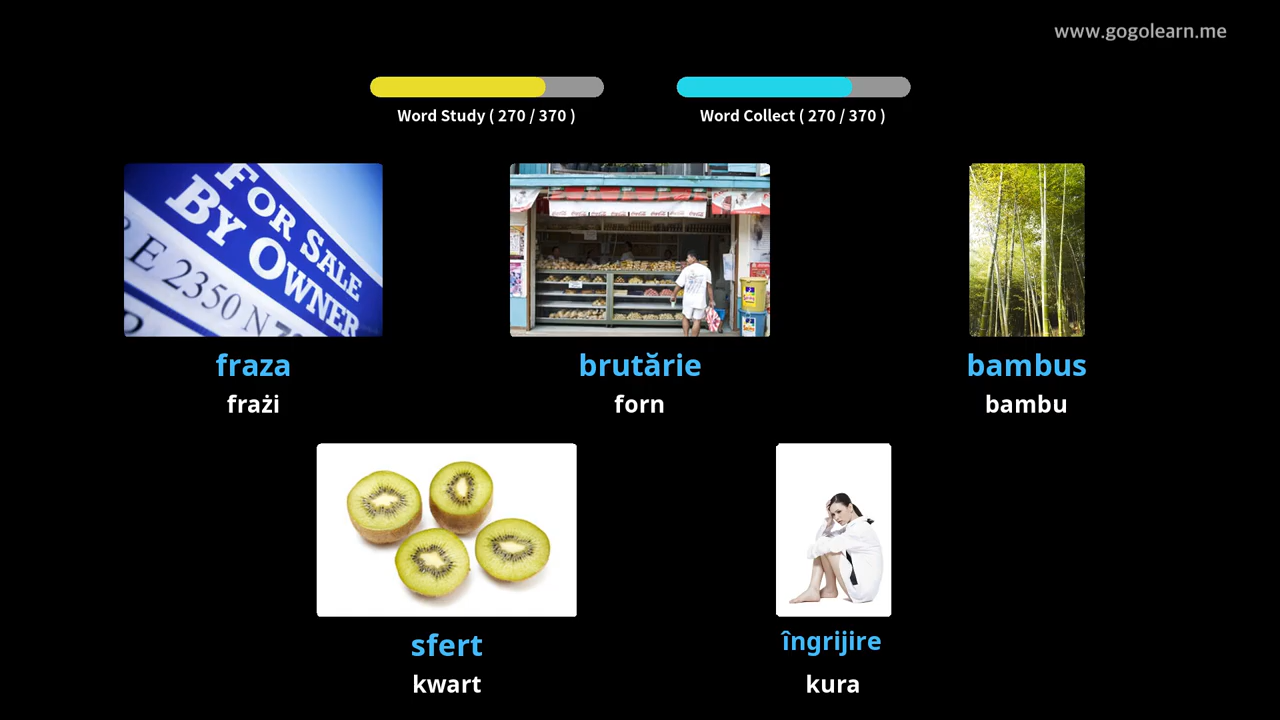 www.gogolearn.me
Word Study ( 270 / 370 )
Word Collect ( 270 / 370 )
FOR SALE
BY OWNER
E 2350 N
fraza
brutărie
bambus
frażi
forn
bambu
sfert
îngrijire
kwart
kura